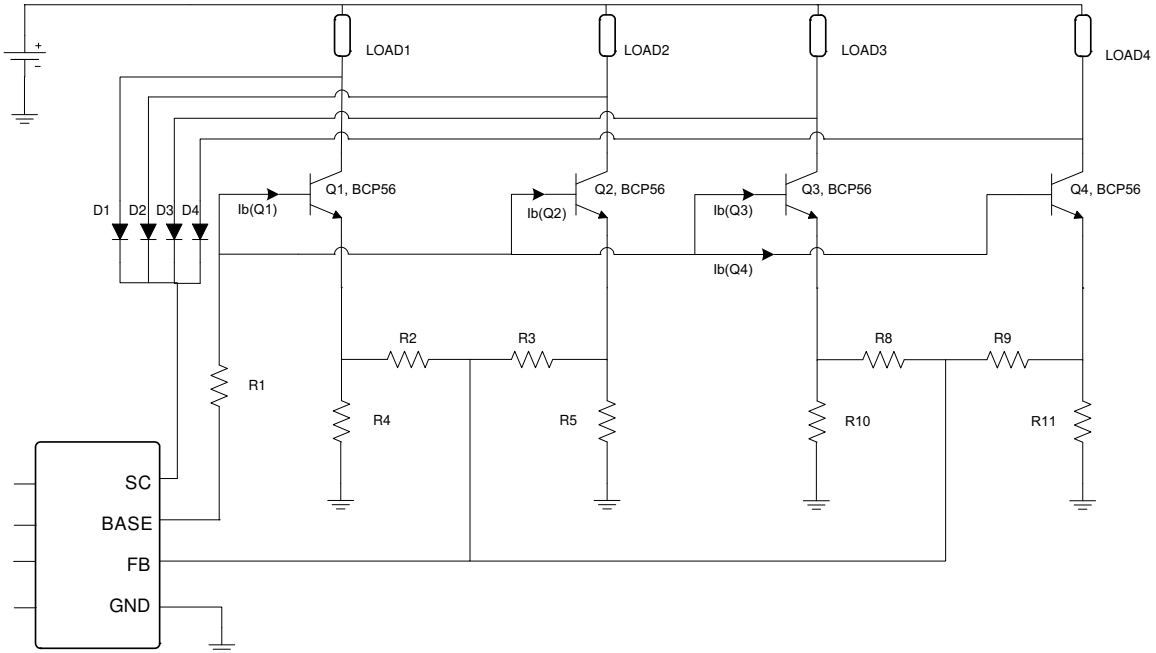 LOAD1
LOAD2
LOAD3
LOAD4
+
-
Q1, BCP56
Q2, BCP56
Q3, BCP56
Q4, BCP56
D1
D2
D3
D4
Ib(Q1)
Ib(Q2)
Ib(Q3)
Ib(Q4)
R2
R3
R8
R9
R1
R4
R5
R10
R11
SC
BASE
FB
GND